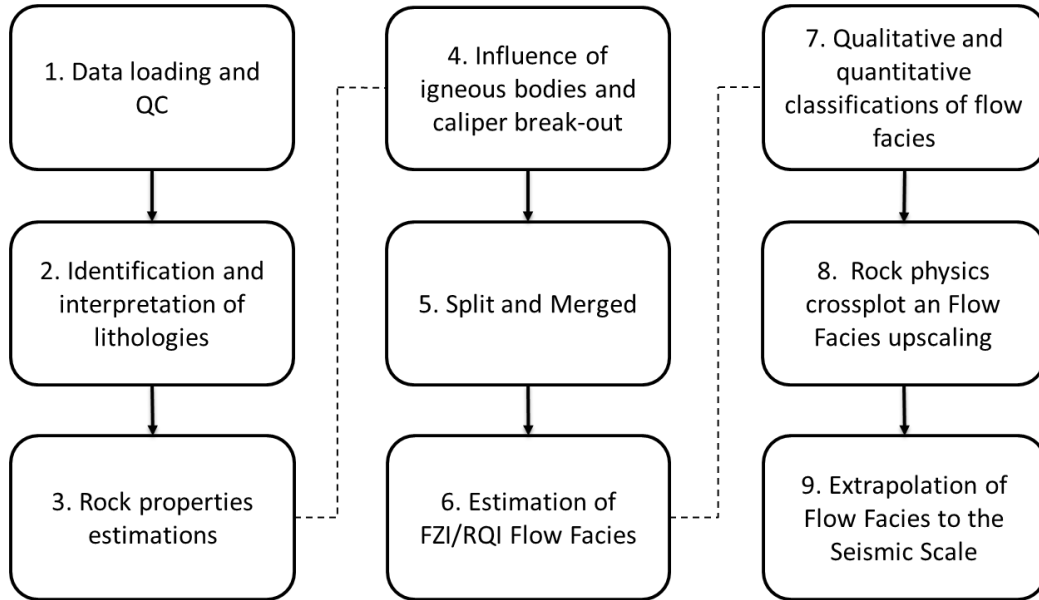 1. Data loading and
QC
2. Identification and
interpretation of
lithologies
3. Rock properties
estimations
4. Influence of
igneous bodies and
caliper break-out
5. Split and Merged
6. Estimation of
FZI/RQI Flow Facies
7. Qualitative and
quantitative
classifications of flow
facies
8. Rock physics
crossplot an Flow
Facies upscaling
9. Extrapolation of
Flow Facies to the
Seismic Scale